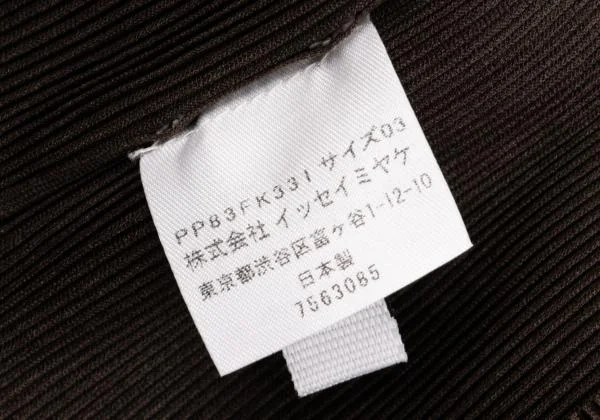 PP83FK331 サイズ03
株式会社 イッセイミヤケ
東京都渋谷区富ヶ谷1-12-10
日本製
7563085